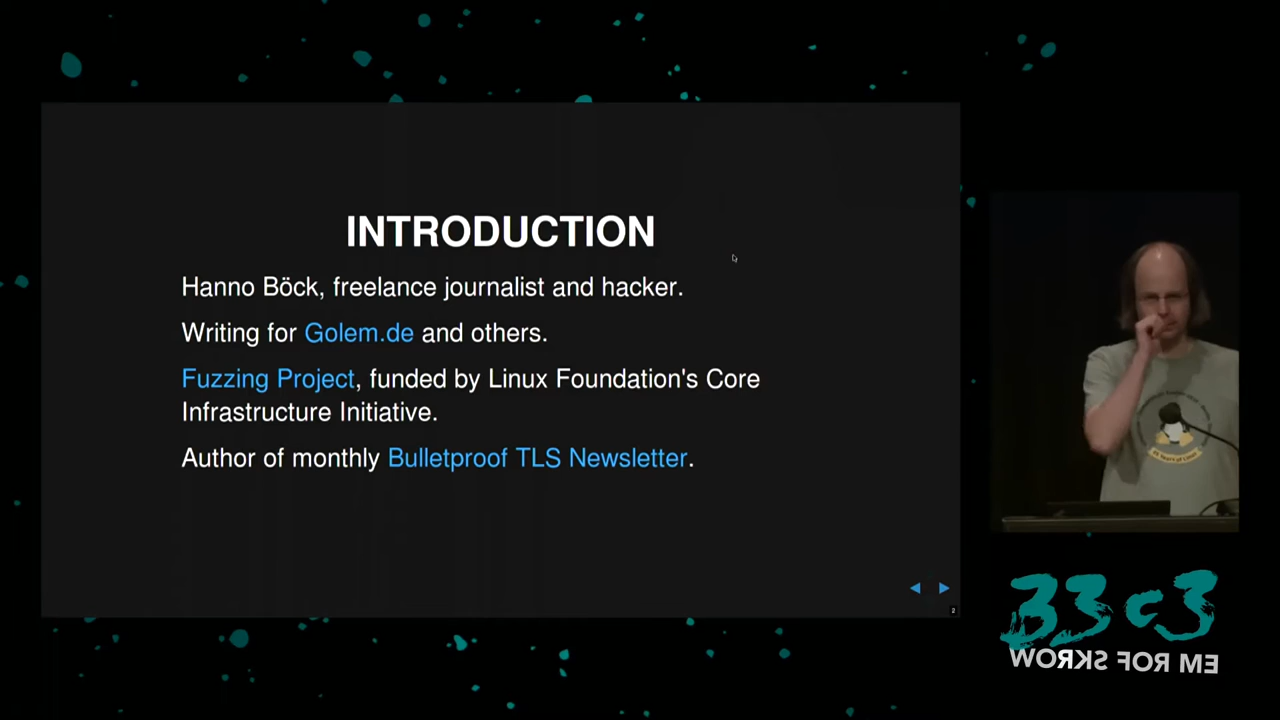 INTRODUCTION
Hanno Böck, freelance journalist and hacker.
Writing for Golem.de and others.
Fuzzing Project, funded by Linux Foundation's Core
Infrastructure Initiative.
Author of monthly Bulletproof TLS Newsletter.
2
33c3
WORKS FOR ME